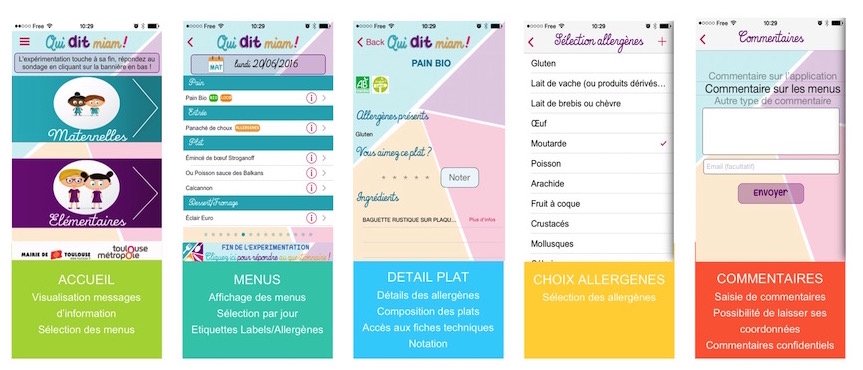 ●●○○○ Free 10:29
Qui dit miam!
L'expérimentation touche à sa fin, répondez au
sondage en cliquant sur la bannière en bas !
Maternelles
Elémentaires
MAIRIE DE TOULOUSE
toulouse
métropole
ACCUEIL
Visualisation messages
d'information
Sélection des menus
●●○○○ Free 10:29
Qui dit miam!
MAT
lundi 20/06/2016
Pain
Pain Bio BIO ALLERG
Entrée
Panaché de choux ALLERGENES
Plat
Émincé de bœuf Stroganoff
Ou Poisson sauce des Balkans
Calcannon
Dessert/Fromage
Éclair Euro
FIN DE L'EXPERIMENTATION
Cliquez ici pour répondre au questionnaire !
MENUS
Affichage des menus
Sélection par jour
Etiquettes Labels/Allergènes
●●○○○ Free 10:29
Back Qui dit miam!
PAIN BIO
AB
Allergènes présents
Gluten
Vous aimez ce plat ?
Noter
Ingrédients
BAGUETTE RUSTIQUE SUR PLAQU... Plus d'infos
DETAIL PLAT
Détails des allergènes
Composition des plats
Accès aux fiches techniques
Notation
●●○○○ Free 10:29
Sélection allergènes +
Gluten
Lait de vache (ou produits dérivés...
Lait de brebis ou chèvre
Œuf
Moutarde
Poisson
Arachide
Fruit à coque
Crustacés
Mollusques
CHOIX ALLERGENES
Sélection des allergènes
●●○○○ Free 10:29
Commentaires
Commentaire sur l'application
Commentaire sur les menus
Autre type de commentaire
Email (facultatif)
Envoyer
COMMENTAIRES
Saisie de commentaires
Possibilité de laisser ses
coordonnées
Commentaires confidentiels